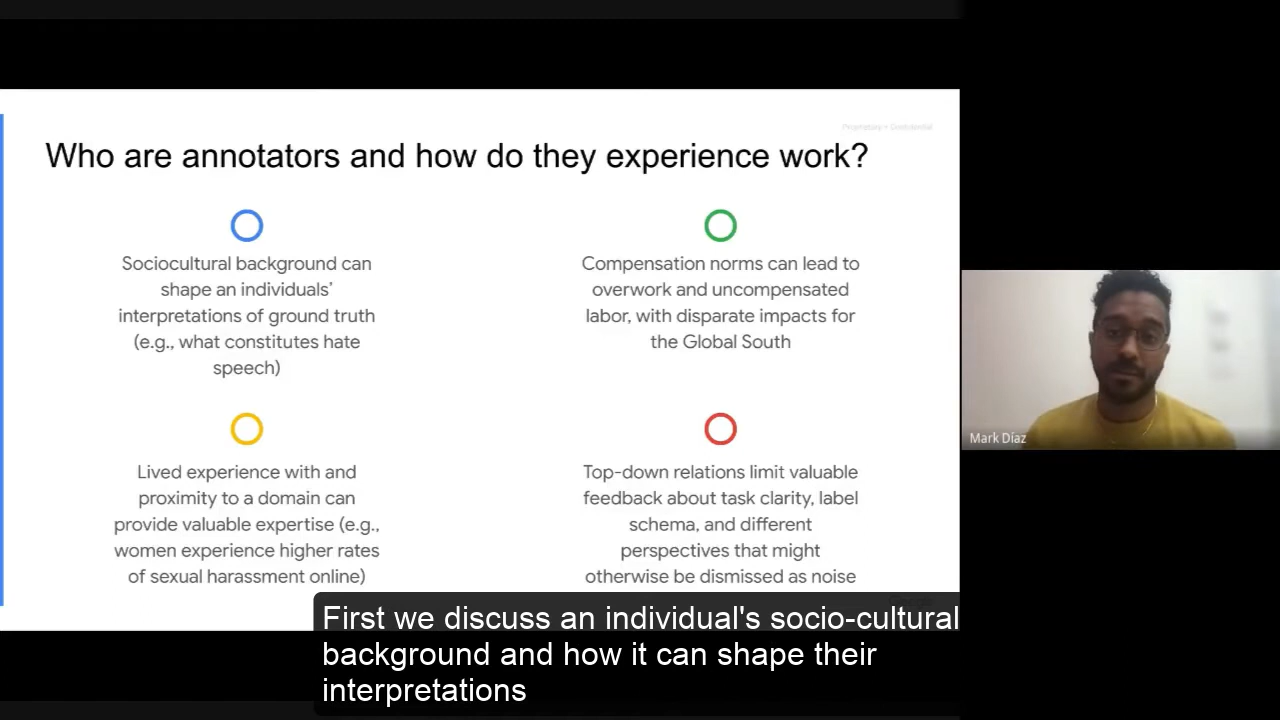 Proprietary + Confidential
Who are annotators and how do they experience work?
Sociocultural background can
shape an individuals’
interpretations of ground truth
(e.g., what constitutes hate
speech)
Compensation norms can lead to
overwork and uncompensated
labor, with disparate impacts for
the Global South
Lived experience with and
proximity to a domain can
provide valuable expertise (e.g.,
women experience higher rates
of sexual harassment online)
Top-down relations limit valuable
feedback about task clarity, label
schema, and different
perspectives that might
otherwise be dismissed as noise
Mark Díaz
First we discuss an individual's socio-cultural
background and how it can shape their
interpretations